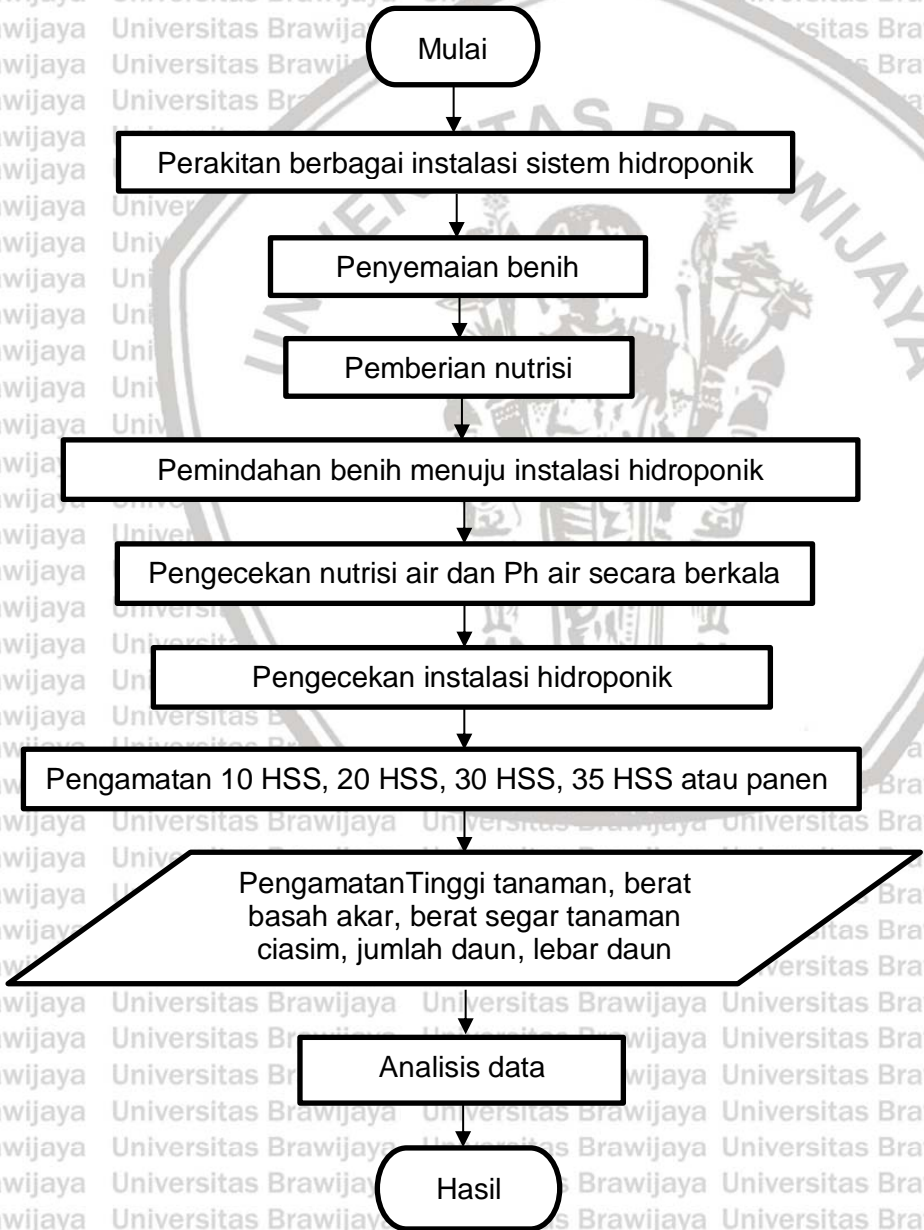 Mulai
Perakitan berbagai instalasi sistem hidroponik
Penyemaian benih
Pemberian nutrisi
Pemindahan benih menuju instalasi hidroponik
Pengecekan nutrisi air dan Ph air secara berkala
Pengecekan instalasi hidroponik
Pengamatan 10 HSS, 20 HSS, 30 HSS, 35 HSS atau panen
PengamatanTinggi tanaman, berat
basah akar, berat segar tanaman
ciasim, jumlah daun, lebar daun
Analisis data
Hasil